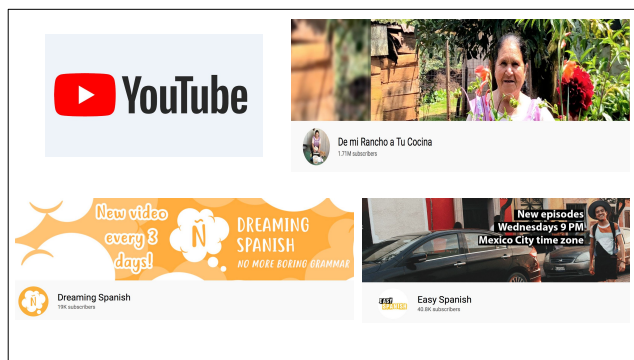 YouTube
De mi Rancho a Tu Cocina
1.71M subscribers
New video
every 3
days!
Ñ
DREAMING
SPANISH
NO MORE BORING GRAMMAR
Ñ
Dreaming Spanish
19K subscribers
New episodes
Wednesdays 9 PM
Mexico City time zone
EASY
SPANISH
Easy Spanish
40.8K subscribers